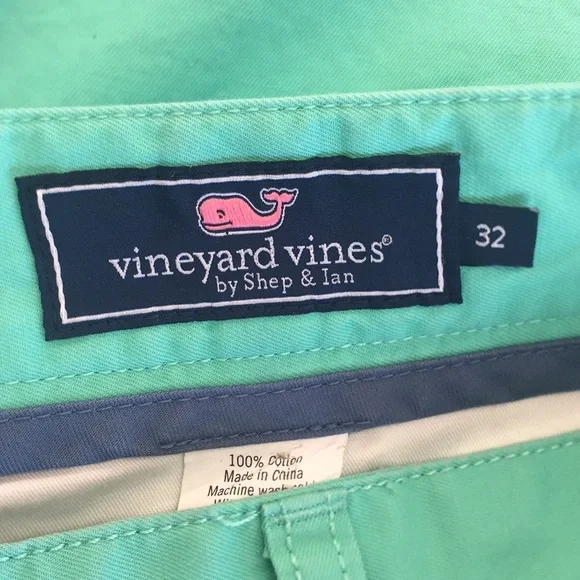 vineyard vines®
by Shep & Ian
32
100% Cotton
Made in China
Machine wash